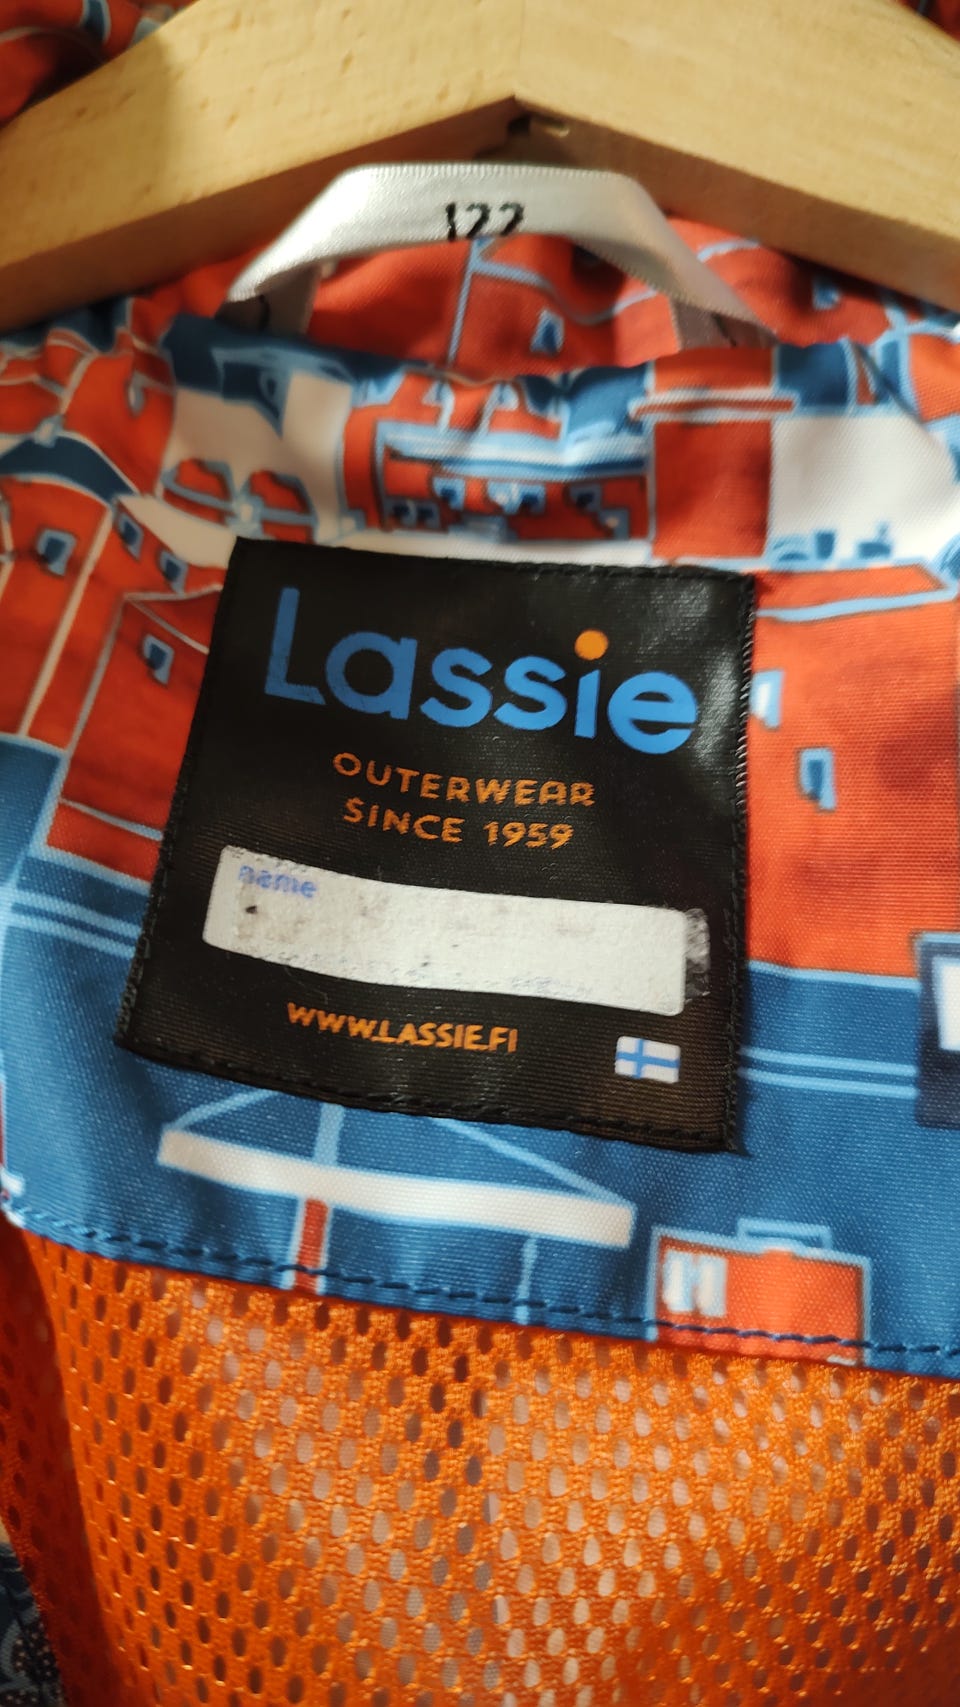 122
Lassie
OUTERWEAR
SINCE 1959
name
WWW.LASSIE.FI